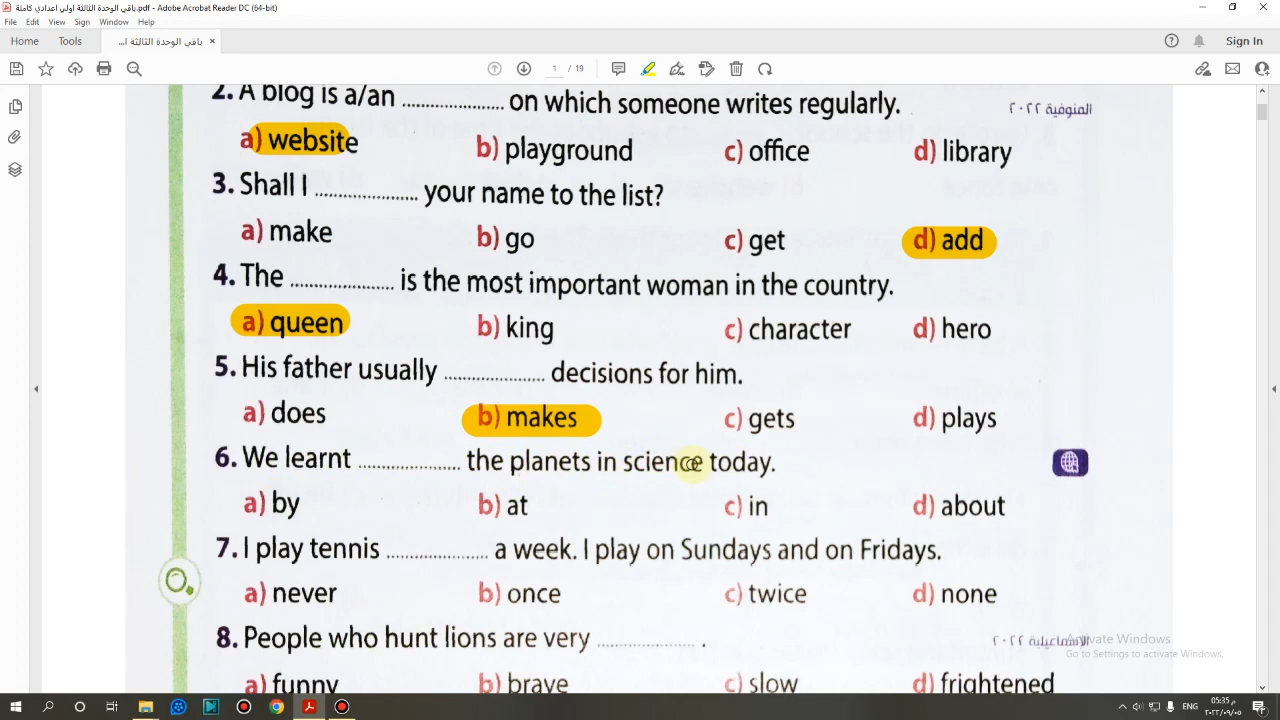 باقي الوحدة الثالثة اولي اعدادي كاملة.pdf - Adobe Acrobat Reader DC (64-bit)
File Edit View Sign Window Help
Home Tools باقي الوحدة الثالثة ا... × Sign In
1 / 19
2. A blog is a/an .................... on which someone writes regularly. المنوفية ٢٠٢٢
a) website b) playground c) office d) library
3. Shall I .................... your name to the list?
a) make b) go c) get d) add
4. The .................... is the most important woman in the country.
a) queen b) king c) character d) hero
5. His father usually .................... decisions for him.
a) does b) makes c) gets d) plays
6. We learnt .................... the planets in science today.
a) by b) at c) in d) about
7. I play tennis .................... a week. I play on Sundays and on Fridays.
a) never b) once c) twice d) none
8. People who hunt lions are very .................... . الإسماعيلية ٢٠٢٢
Activate Windows
Go to Settings to activate Windows.
a) funny b) brave c) slow d) frightened
ENG 05:35 م
٢٠٢٢/٠٩/٠٥